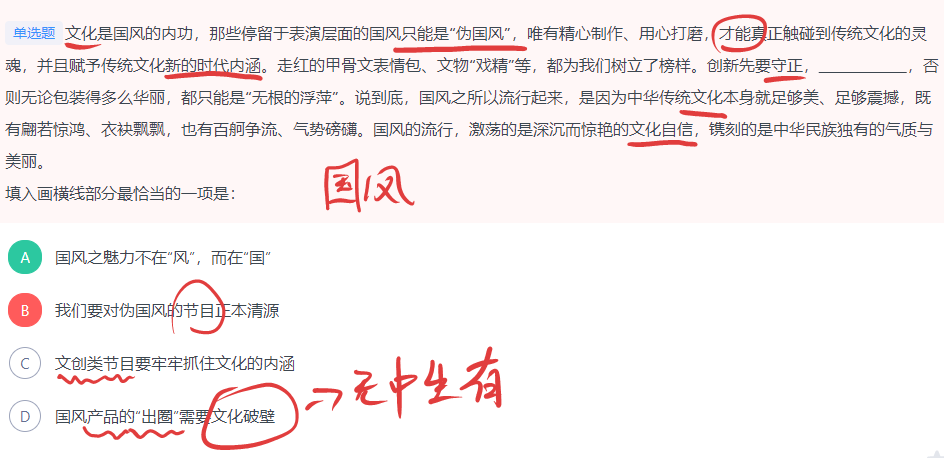 单选题 文化是国风的内功，那些停留于表演层面的国风只能是“伪国风”，唯有精心制作、用心打磨，才能真正触碰到传统文化的灵
魂，并且赋予传统文化新的时代内涵。走红的甲骨文表情包、文物“戏精”等，都为我们树立了榜样。创新先要守正，____________，否
则无论包装得多么华丽，都只能是“无根的浮萍”。说到底，国风之所以流行起来，是因为中华传统文化本身就足够美、足够震撼，既
有翩若惊鸿、衣袂飘飘，也有百舸争流、气势磅礴。国风的流行，激荡的是深沉而惊艳的文化自信，镌刻的是中华民族独有的气质与
美丽。
国风
填入画横线部分最恰当的一项是：
A 国风之魅力不在“风”，而在“国”
B 我们要对伪国风的节目正本清源
C 文创类节目要牢牢抓住文化的内涵
D 国风产品的“出圈”需要文化破壁
→无中生有